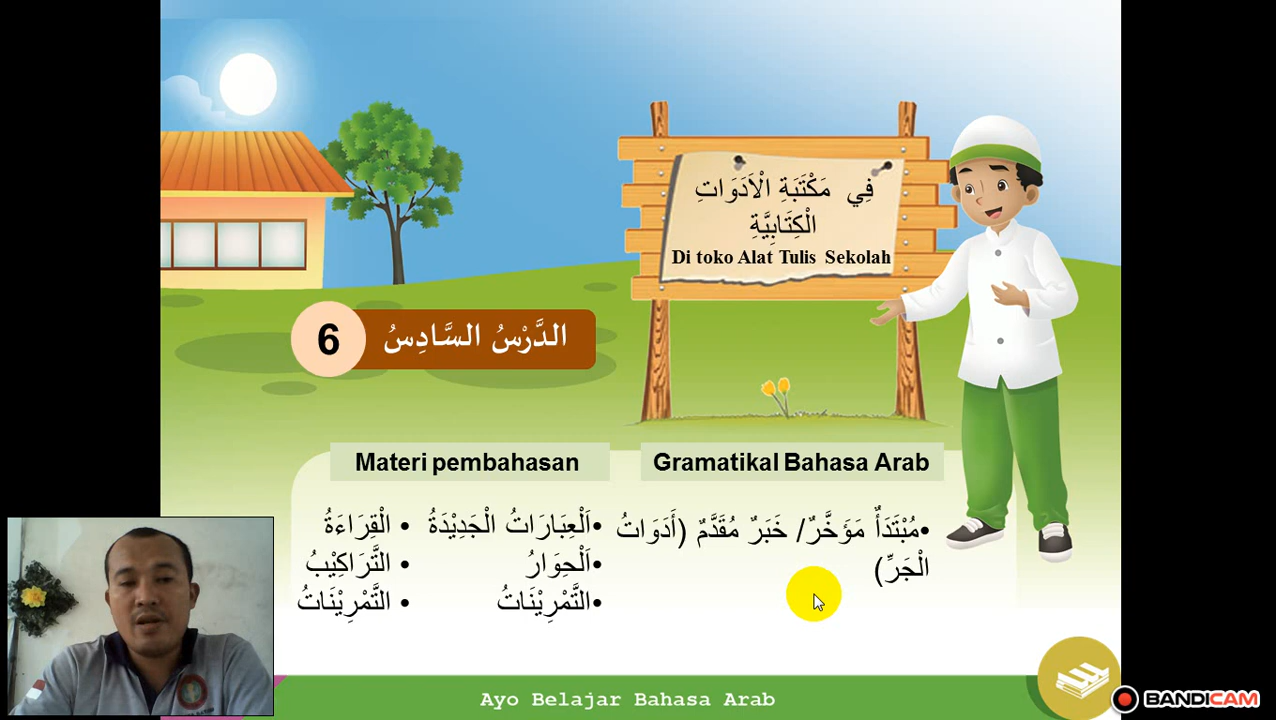 فِي مَكْتَبَةِ الْاَدَوَاتِ
الْكِتَابِيَّةِ
Di toko Alat Tulis Sekolah
6
الدَّرْسُ السَّادِسُ
Gramatikal Bahasa Arab
•مُبْتَدَأٌ مَؤَخَّرٌ/ خَبَرٌ مُقَدَّمٌ (أَدَوَاتُ
الْجَرِّ)
Materi pembahasan
•اَلْعِبَارَاتُ الْجَدِيْدَةُ
•اَلْحِوَارُ
•التَّمْرِيْنَاتُ
• الْقِرَاءَةُ
• التَّرَاكِيْبُ
• التَّمْرِيْنَاتُ
Ayo Belajar Bahasa Arab
BANDICAM